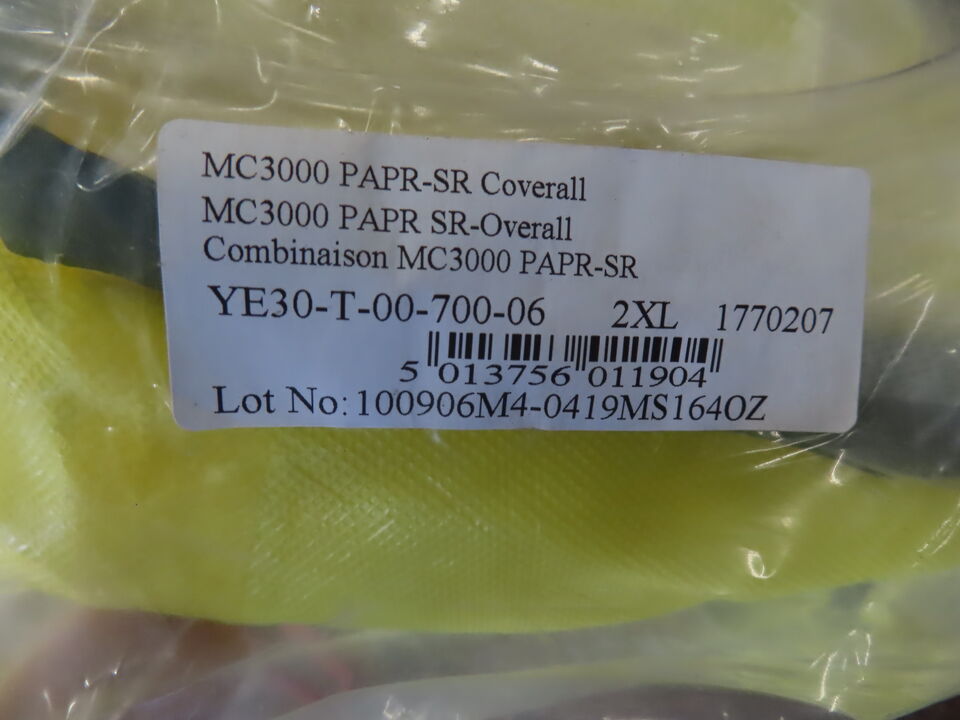 MC3000 PAPR-SR Coverall
MC3000 PAPR SR-Overall
Combinaison MC3000 PAPR-SR
YE30-T-00-700-06 2XL 1770207
5 013756 011904
Lot No: 100906M4-0419MS164OZ